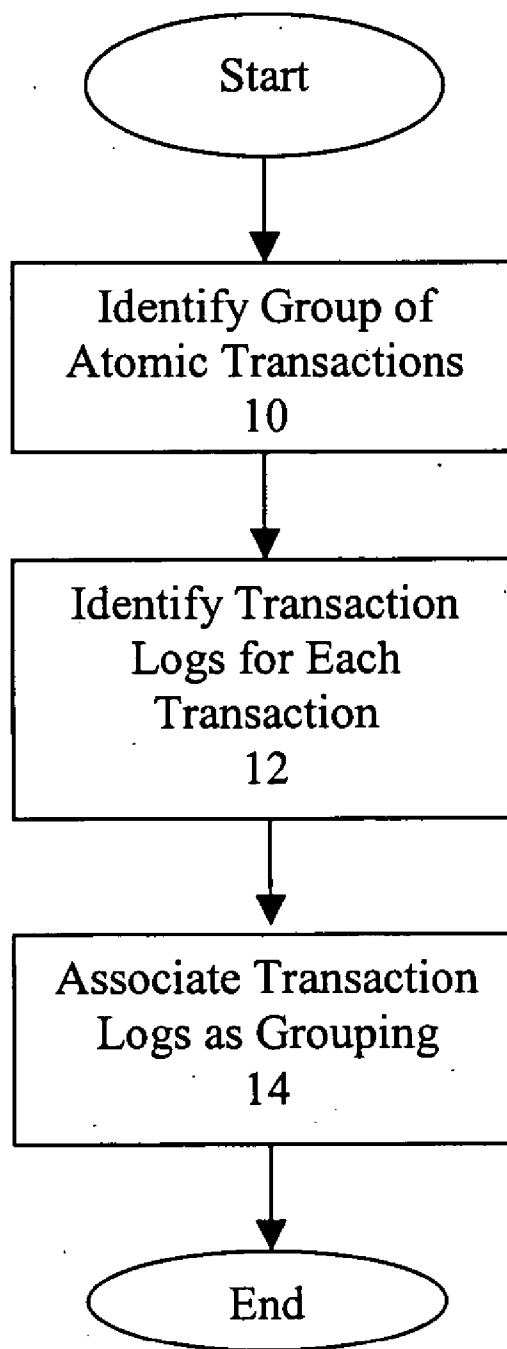 Start
Identify Group of
Atomic Transactions
10
Identify Transaction
Logs for Each
Transaction
12
Associate Transaction
Logs as Grouping
14
End